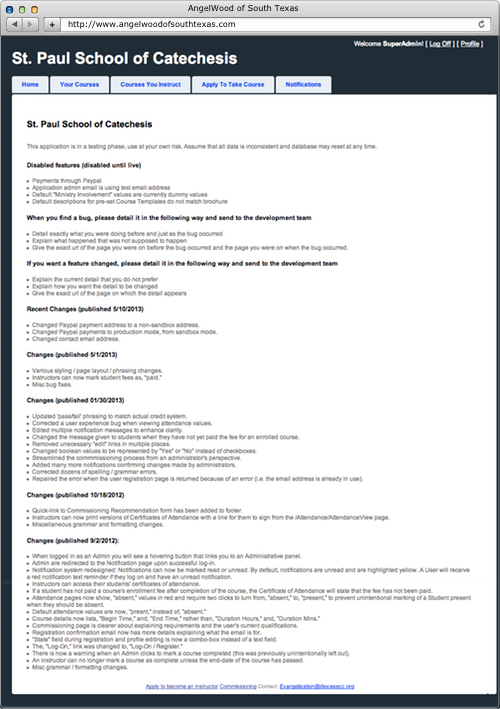 AngelWood of South Texas
http://www.angelwoodofsouthtexas.com
Welcome SuperAdmin! [ Log Off ] [ Profile ]
St. Paul School of Catechesis
Home
Your Courses
Courses You Instruct
Apply To Take Course
Notifications
St. Paul School of Catechesis
This application is in a testing phase, use at your own risk. Assume that all data is inconsistent and database may reset at any time.
Disabled features (disabled until live)
Payments through Paypal
Application admin email is using test email address
Default "Ministry Involvement" values are currently dummy values
Default descriptions for pre-set Course Templates do not match brochure
When you find a bug, please detail it in the following way and send to the development team
Detail exactly what you were doing before and just as the bug occurred
Explain what happened that was not supposed to happen
Give the exact url of the page you were on before the bug occurred and the page you were on when the bug occurred.
If you want a feature changed, please detail it in the following way and send to the development team
Explain the current detail that you do not prefer
Explain how you want the detail to be changed
Give the exact url of the page on which the detail appears
Recent Changes (published 5/10/2013)
Changed Paypal payment address to a non-sandbox address.
Changed Paypal payments to production mode, from sandbox mode.
Changed contact email address.
Changes (published 5/1/2013)
Various styling / page layout / phrasing changes.
Instructors can now mark student fees as, "paid."
Misc bug fixes.
Changes (published 01/30/2013)
Updated 'pass/fail' phrasing to match actual credit system.
Corrected a user experience bug when viewing attendance values.
Edited multiple notification messages to enhance clarity.
Changed the message given to students when they have not yet paid the fee for an enrolled course.
Removed unecessary "edit" links in multiple places.
Changed boolean values to be represented by "Yes" or "No" instead of checkboxes.
Streamlined the commmissioning process from an administrator's perspective.
Added many more notifications confirming changes made by administrators.
Corrected dozens of spelling / grammar errors.
Repaired the error when the user registration page is returned because of an error (i.e. the email address is already in use).
Changes (published 10/18/2012)
Quick-link to Commissioning Recommendation form has been added to footer.
Instructors can now print versions of Certificates of Attendance with a line for them to sign from the /Attendance/AttendanceView page.
Miscellaneous grammar and formatting changes.
Changes (published 9/2/2012):
When logged in as an Admin you will see a hovering button that links you to an Administrative panel.
Admin are redirected to the Notification page upon successful log-in.
Notification system redesigned: Notifications can now be marked read or unread. By default, notifications are unread and are highlighted yellow. A User will receive
a red notification text reminder if they log on and have an unread notification.
Instructors can access their students' certificates of attendance.
If a student has not paid a course's enrollment fee after completion of the course, the Certificate of Attendance will state that the fee has not been paid.
Attendance pages now show, "absent," values in red and require two clicks to turn from, "absent," to, "present," to prevent unintentional marking of a Student present
when they should be absent.
Default attendance values are now, "present," instead of, "absent."
Course details now lists, "Begin Time," and, "End Time," rather than, "Duration Hours," and, "Duration Mins."
Commissioning page is clearer about explaining requirements and the user's current qualifications.
Registration confirmation email now has more details explaining what the email is for.
"State" field during registration and profile editing is now a combo-box instead of a text field.
The, "Log-On," link was changed to, "Log-On / Register."
There is now a warning when an Admin clicks to mark a course completed (this was previously unintentionally left out).
An instructor can no longer mark a course as complete unless the end-date of the course has passed.
Misc grammar / formatting changes.
Apply to become an Instructor Commissioning Contact: Evangelization@diocesecc.org